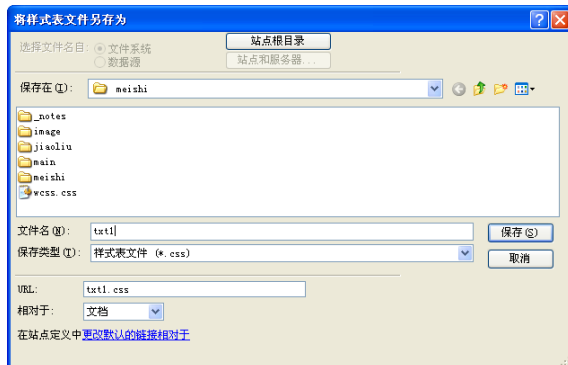 将样式表文件另存为
选择文件名自: 文件系统 站点根目录
数据源 站点和服务器...
保存在(I): meishi
_notes
image
jiaoliu
main
meishi
wcss.css
文件名(N): txt1 保存(S)
保存类型(T): 样式表文件 (*.css) 取消
URL: txt1.css
相对于: 文档
在站点定义中更改默认的链接相对于